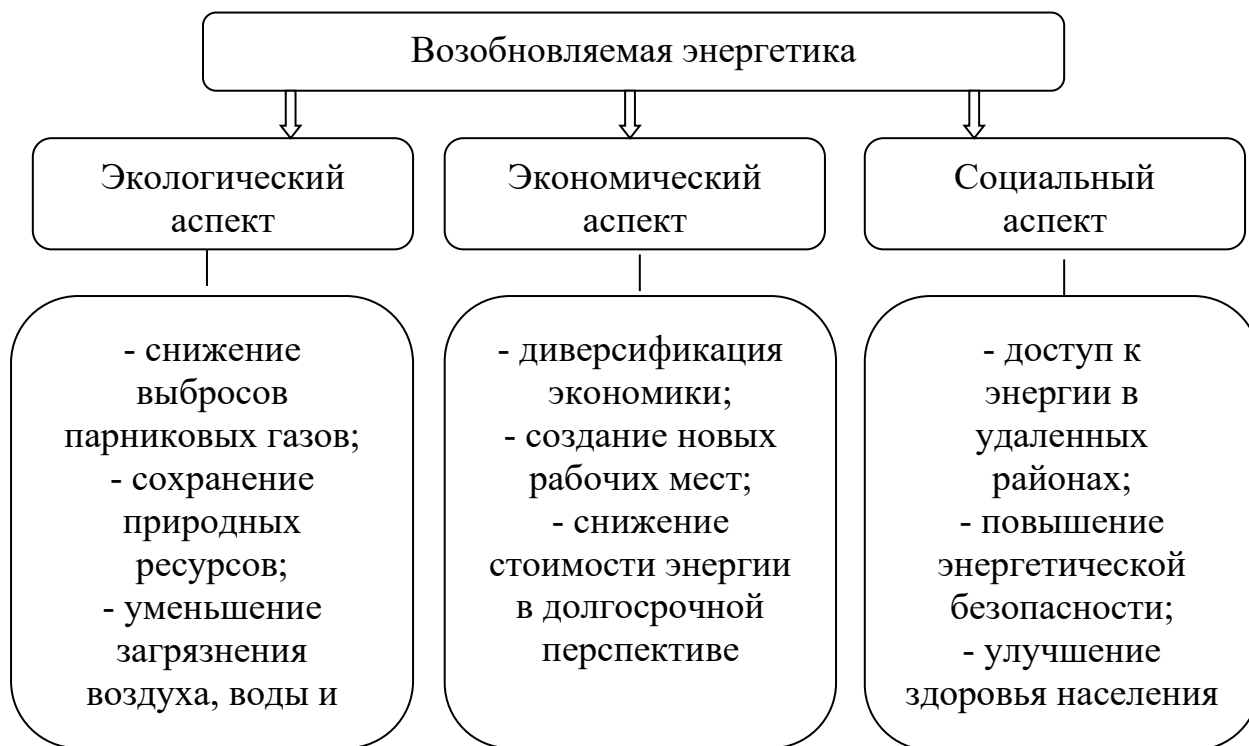 Возобновляемая энергетика
Экологический
аспект
Экономический
аспект
Социальный
аспект
- снижение
выбросов
парниковых газов;
- сохранение
природных
ресурсов;
- уменьшение
загрязнения
воздуха, воды и
- диверсификация
экономики;
- создание новых
рабочих мест;
- снижение
стоимости энергии
в долгосрочной
перспективе
- доступ к
энергии в
удаленных
районах;
- повышение
энергетической
безопасности;
- улучшение
здоровья населения